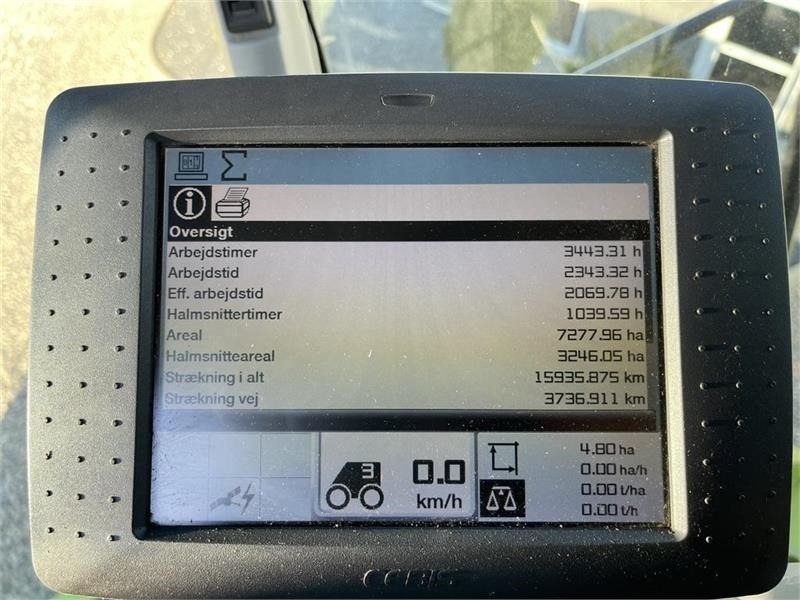 Oversigt
Arbejdstimer 3443.31 h
Arbejdstid 2343.32 h
Eff. arbejdstid 2069.78 h
Halmsnittertimer 1039.59 h
Areal 7277.96 ha
Halmsnitteareal 3246.05 ha
Strækning i alt 15935.875 km
Strækning vej 3736.911 km
3
0.0
km/h
4.80 ha
0.00 ha/h
0.00 t/ha
0.00 t/h
CEBIS